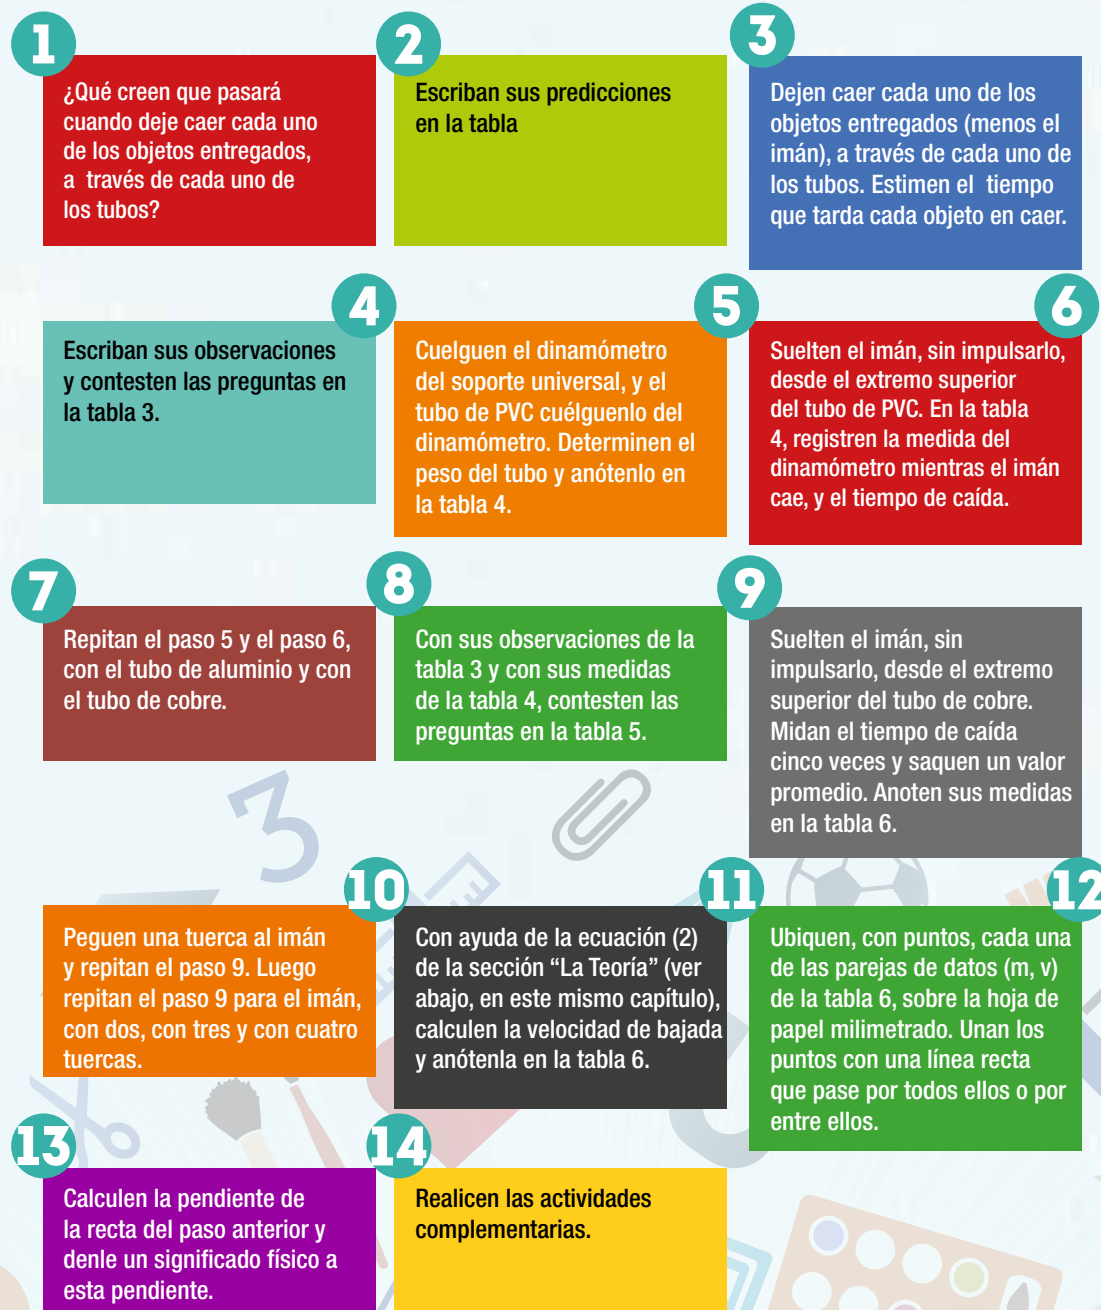 1
¿Qué creen que pasará
cuando deje caer cada uno
de los objetos entregados,
a través de cada uno de
los tubos?
2
Escriban sus predicciones
en la tabla
3
Dejen caer cada uno de los
objetos entregados (menos el
imán), a través de cada uno de
los tubos. Estimen el tiempo
que tarda cada objeto en caer.
4
Escriban sus observaciones
y contesten las preguntas en
la tabla 3.
5
Cuelguen el dinamómetro
del soporte universal, y el
tubo de PVC cuélguenlo del
dinamómetro. Determinen el
peso del tubo y anótenlo en
la tabla 4.
6
Suelten el imán, sin impulsarlo,
desde el extremo superior
del tubo de PVC. En la tabla
4, registren la medida del
dinamómetro mientras el imán
cae, y el tiempo de caída.
7
Repitan el paso 5 y el paso 6,
con el tubo de aluminio y con
el tubo de cobre.
8
Con sus observaciones de la
tabla 3 y con sus medidas
de la tabla 4, contesten las
preguntas en la tabla 5.
9
Suelten el imán, sin
impulsarlo, desde el extremo
superior del tubo de cobre.
Midan el tiempo de caída
cinco veces y saquen un valor
promedio. Anoten sus medidas
en la tabla 6.
3
10
Peguen una tuerca al imán
y repitan el paso 9. Luego
repitan el paso 9 para el imán,
con dos, con tres y con cuatro
tuercas.
11
Con ayuda de la ecuación (2)
de la sección “La Teoría” (ver
abajo, en este mismo capítulo),
calculen la velocidad de bajada
y anótenla en la tabla 6.
12
Ubiquen, con puntos, cada una
de las parejas de datos (m, v)
de la tabla 6, sobre la hoja de
papel milimetrado. Unan los
puntos con una línea recta
que pase por todos ellos o por
entre ellos.
13
Calculen la pendiente de
la recta del paso anterior y
denle un significado físico a
esta pendiente.
14
Realicen las actividades
complementarias.